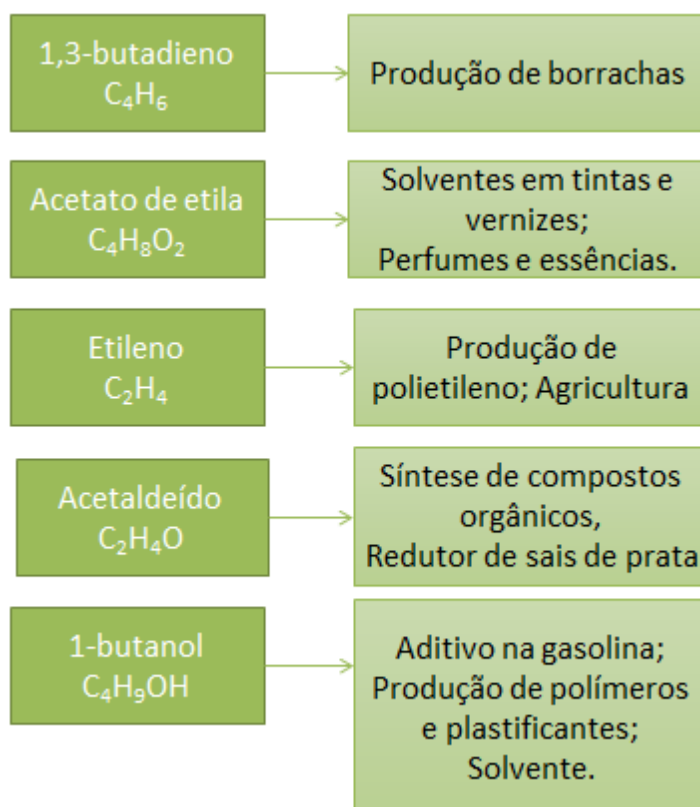 1,3-butadieno
C₄H₆
Produção de borrachas
Acetato de etila
C₄H₈O₂
Solventes em tintas e
vernizes;
Perfumes e essências.
Etileno
C₂H₄
Produção de
polietileno; Agricultura
Acetaldeído
C₂H₄O
Síntese de compostos
orgânicos,
Redutor de sais de prata
1-butanol
C₄H₉OH
Aditivo na gasolina;
Produção de polímeros
e plastificantes;
Solvente.